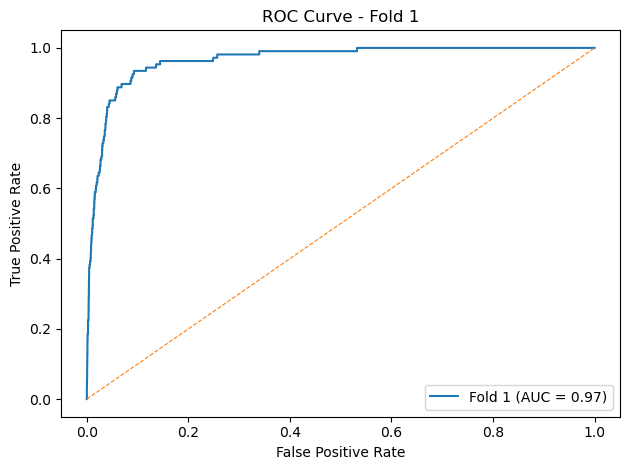 ROC Curve - Fold 1
True Positive Rate
1.0
0.8
0.6
0.4
0.2
0.0
Fold 1 (AUC = 0.97)
0.0 0.2 0.4 0.6 0.8 1.0
False Positive Rate